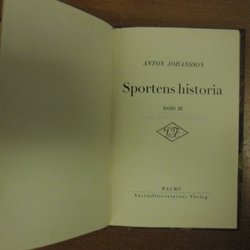 ANTON JOHANSSON
Sportens historia
BAND III
MALMÖ
Världslitteraturens Förlag